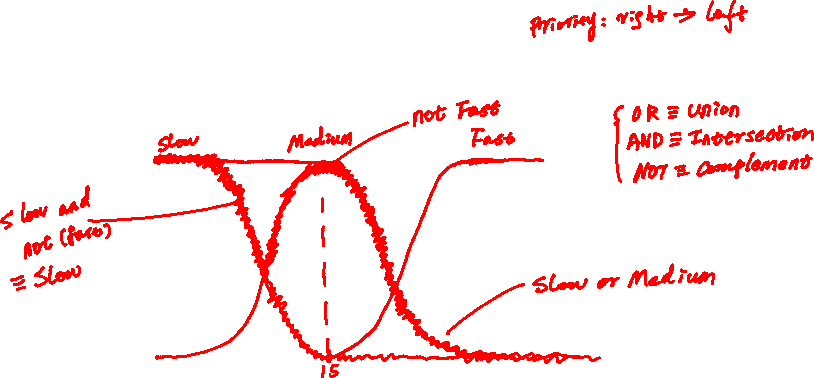 Priority: right → left
not Fast
Slow
Medium
Fast
OR ≡ Union
AND ≡ Intersection
NOT ≡ Complement
Slow and
not (fast)
≡ Slow
Slow or Medium
15